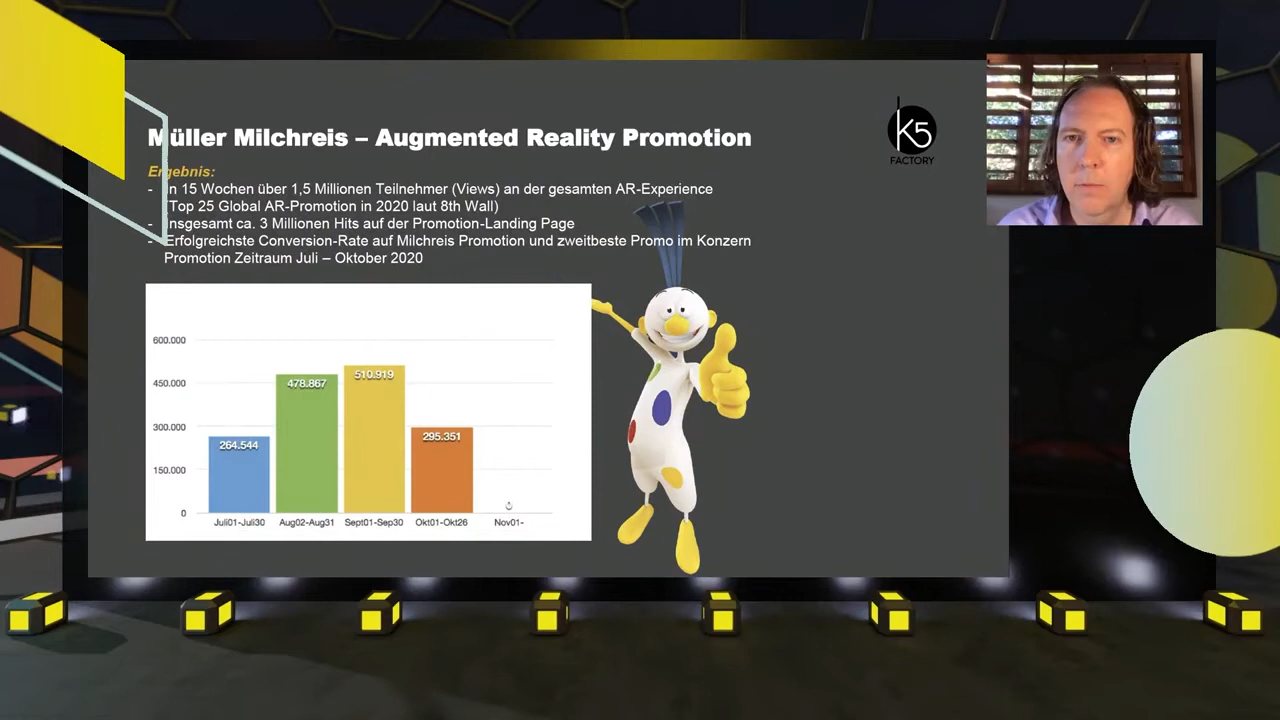 Müller Milchreis – Augmented Reality Promotion
K5
FACTORY
Ergebnis:
- In 15 Wochen über 1,5 Millionen Teilnehmer (Views) an der gesamten AR-Experience
(Top 25 Global AR-Promotion in 2020 laut 8th Wall)
- Insgesamt ca. 3 Millionen Hits auf der Promotion-Landing Page
- Erfolgreichste Conversion-Rate auf Milchreis Promotion und zweitbeste Promo im Konzern
Promotion Zeitraum Juli – Oktober 2020
600.000
450.000
300.000
150.000
0
264.544
478.867
510.919
295.351
0
Juli01-Juli30
Aug02-Aug31
Sept01-Sep30
Okt01-Okt26
Nov01-